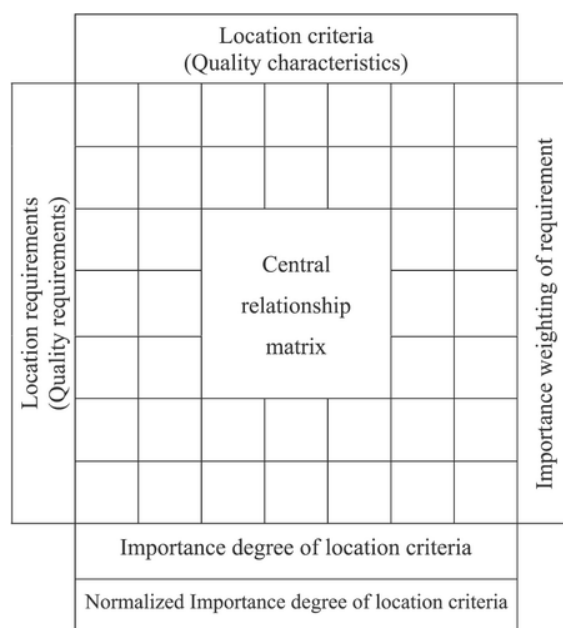 Location criteria
(Quality characteristics)
Location requirements
(Quality requirements)
Central
relationship
matrix
Importance weighting of requirement
Importance degree of location criteria
Normalized Importance degree of location criteria